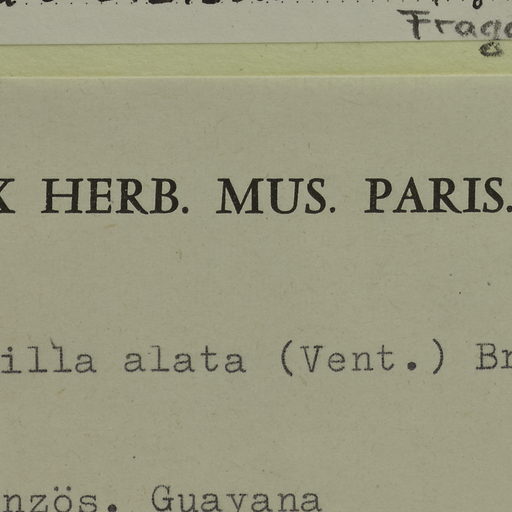 X HERB. MUS. PARIS.
illa alata (Vent.) Br
nzös. Guayana